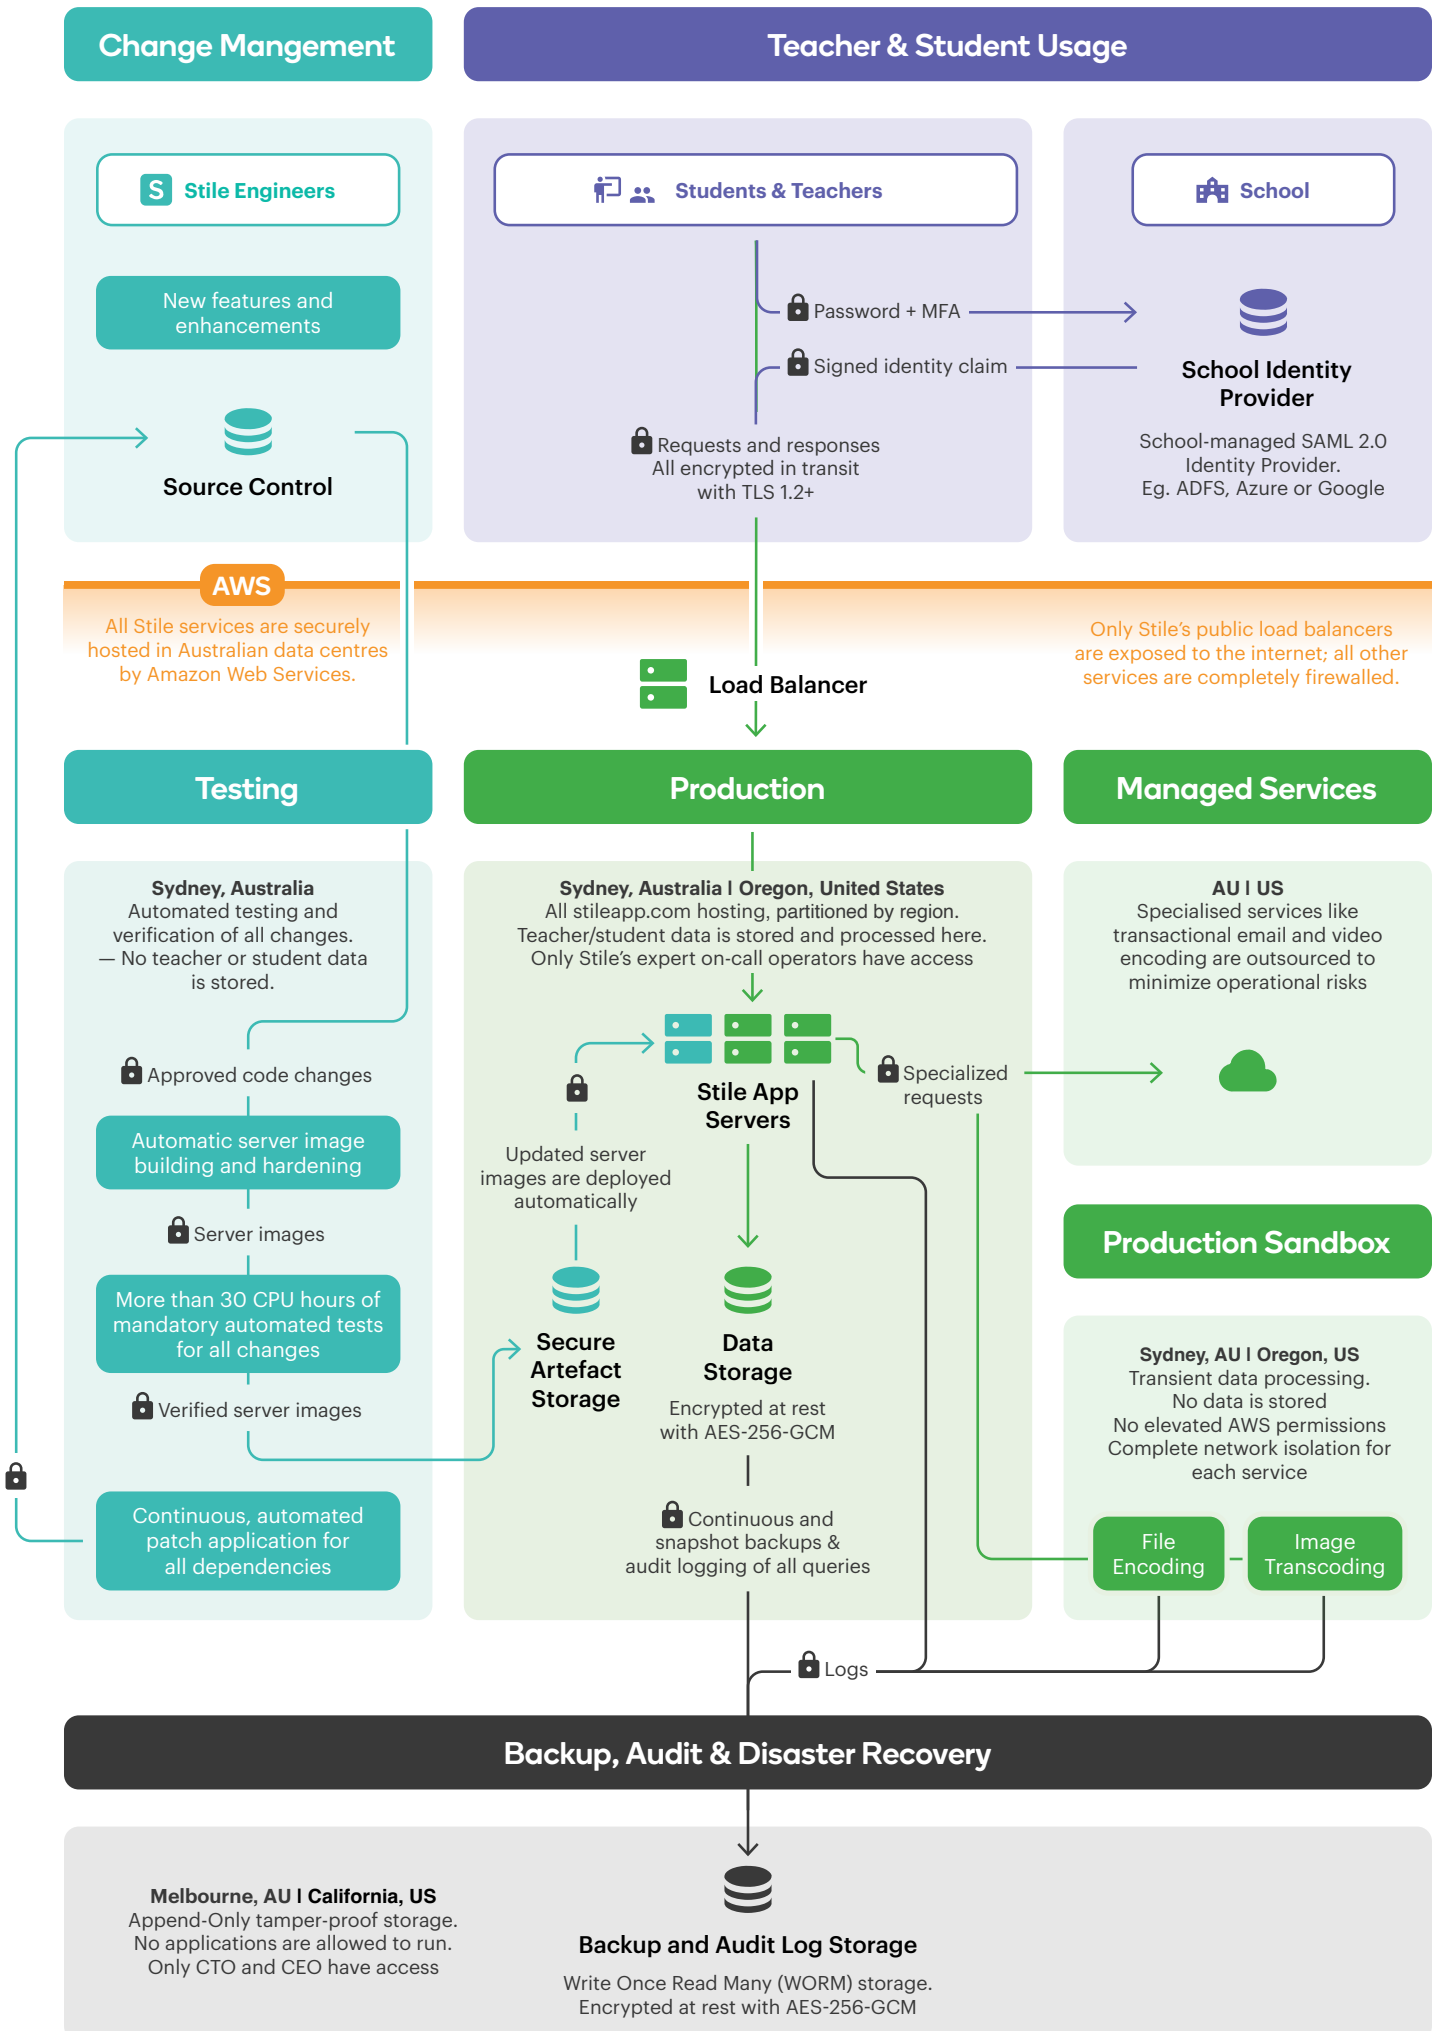 Change Mangement
Teacher & Student Usage
S Stile Engineers
Students & Teachers
School
New features and
enhancements
Password + MFA
Signed identity claim
School Identity
Provider
School-managed SAML 2.0
Identity Provider.
Eg. ADFS, Azure or Google
Requests and responses
All encrypted in transit
with TLS 1.2+
Source Control
AWS
All Stile services are securely
hosted in Australian data centres
by Amazon Web Services.
Only Stile's public load balancers
are exposed to the internet; all other
services are completely firewalled.
Load Balancer
Testing
Production
Managed Services
Sydney, Australia
Automated testing and
verification of all changes.
— No teacher or student data
is stored.
Sydney, Australia | Oregon, United States
All stileapp.com hosting, partitioned by region.
Teacher/student data is stored and processed here.
Only Stile's expert on-call operators have access
AU | US
Specialised services like
transactional email and video
encoding are outsourced to
minimize operational risks
Approved code changes
Automatic server image
building and hardening
Server images
More than 30 CPU hours of
mandatory automated tests
for all changes
Verified server images
Continuous, automated
patch application for
all dependencies
Stile App
Servers
Specialized
requests
Updated server
images are deployed
automatically
Secure
Artefact
Storage
Data
Storage
Encrypted at rest
with AES-256-GCM
Continuous and
snapshot backups &
audit logging of all queries
Production Sandbox
Sydney, AU | Oregon, US
Transient data processing.
No data is stored
No elevated AWS permissions
Complete network isolation for
each service
File
Encoding
Image
Transcoding
Logs
Backup, Audit & Disaster Recovery
Melbourne, AU | California, US
Append-Only tamper-proof storage.
No applications are allowed to run.
Only CTO and CEO have access
Backup and Audit Log Storage
Write Once Read Many (WORM) storage.
Encrypted at rest with AES-256-GCM